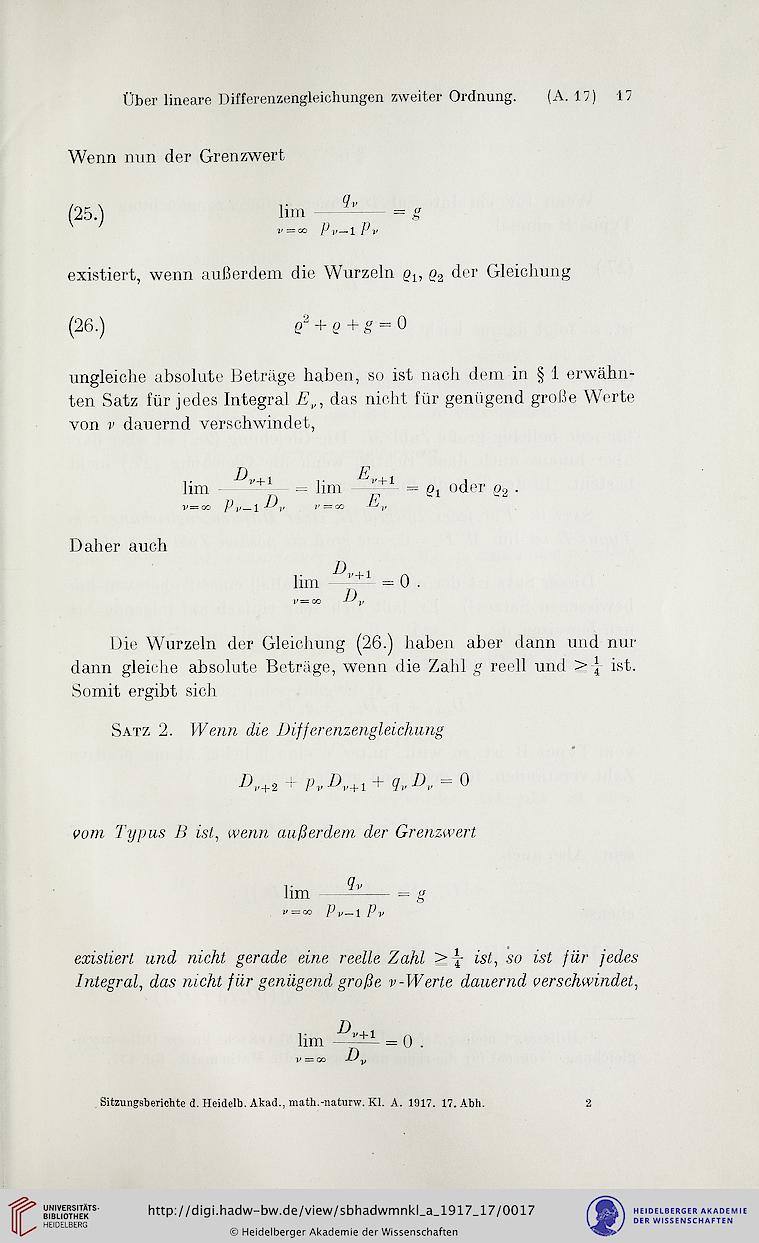 Über lineare Differenzengleichungen zweiter Ordnung. (A. 17) 17
Wenn nun der Grenzwert
(25.) lim_{ν=∞} q_ν / (p_{ν—1} p_ν) = g
existiert, wenn außerdem die Wurzeln ϱ₁, ϱ₂ der Gleichung
(26.) ϱ² + ϱ + g = 0
ungleiche absolute Beträge haben, so ist nach dem in § 1 erwähn-
ten Satz für jedes Integral E_ν, das nicht für genügend große Werte
von ν dauernd verschwindet,
lim_{ν=∞} D_{ν+1} / (p_{ν—1} D_ν) = lim_{ν=∞} E_{ν+1} / E_ν = ϱ₁ oder ϱ₂ .
Daher auch
lim_{ν=∞} D_{ν+1} / D_ν = 0 .
Die Wurzeln der Gleichung (26.) haben aber dann und nur
dann gleiche absolute Beträge, wenn die Zahl g reell und ≥ ¼ ist.
Somit ergibt sich
Satz 2. Wenn die Differenzengleichung
D_{ν+2} + p_ν D_{ν+1} + q_ν D_ν = 0
vom Typus B ist, wenn außerdem der Grenzwert
lim_{ν=∞} q_ν / (p_{ν—1} p_ν) = g
existiert und nicht gerade eine reelle Zahl ≥ ¼ ist, so ist für jedes
Integral, das nicht für genügend große ν-Werte dauernd verschwindet,
lim_{ν=∞} D_{ν+1} / D_ν = 0 .
Sitzungsberichte d. Heidelb. Akad., math.-naturw. Kl. A. 1917. 17. Abh. 2
UNIVERSITÄTS-
BIBLIOTHEK
HEIDELBERG
http://digi.hadw-bw.de/view/sbhadwmnkl_a_1917_17/0017
© Heidelberger Akademie der Wissenschaften
HEIDELBERGER AKADEMIE
DER WISSENSCHAFTEN